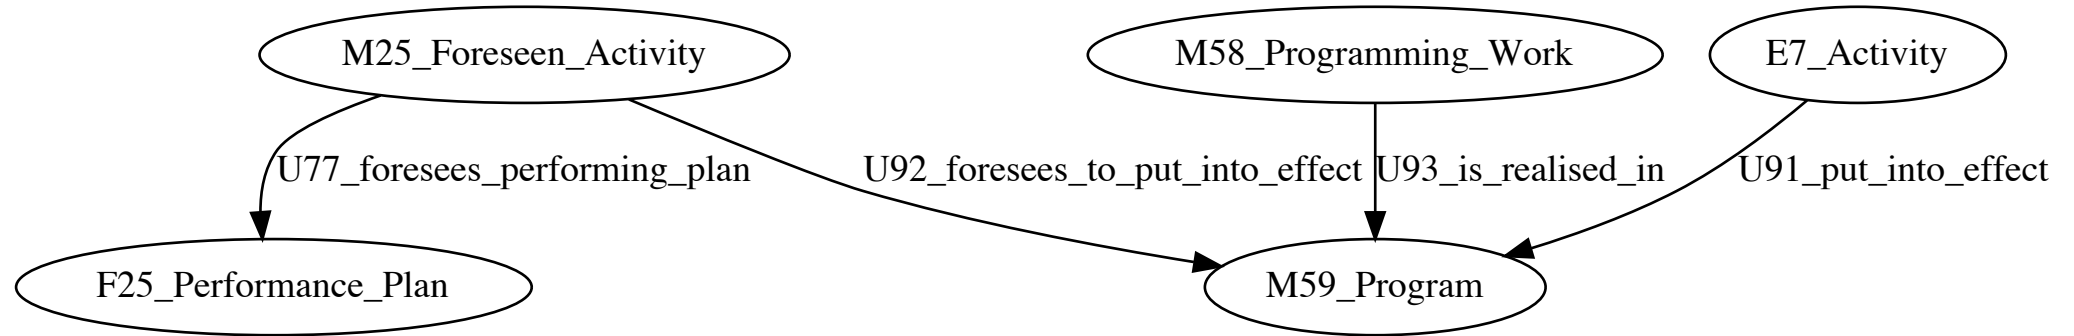 M25_Foreseen_Activity
M58_Programming_Work
E7_Activity
U77_foresees_performing_plan
U92_foresees_to_put_into_effect
U93_is_realised_in
U91_put_into_effect
F25_Performance_Plan
M59_Program